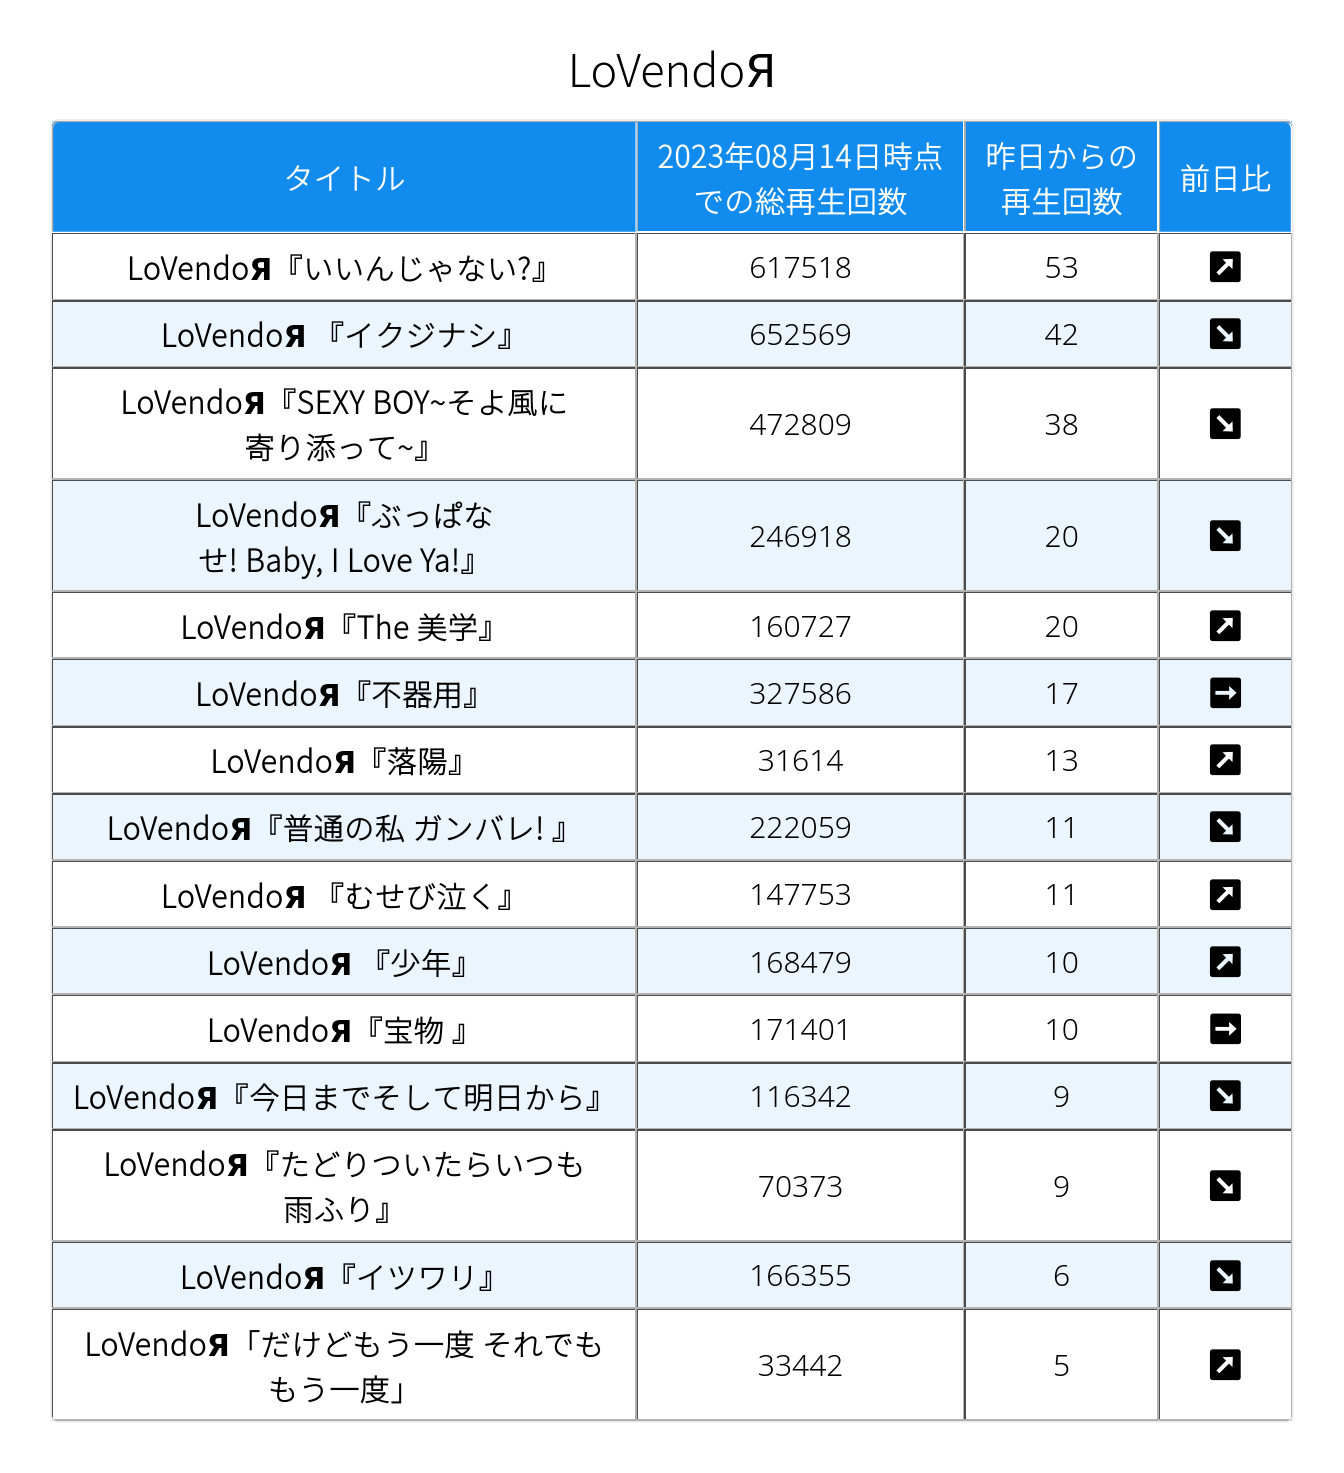 LoVendoЯ
タイトル
2023年08月14日時点
での総再生回数
昨日からの
再生回数
前日比
LoVendoЯ『いいんじゃない?』
617518
53
LoVendoЯ 『イクジナシ』
652569
42
LoVendoЯ『SEXY BOY~そよ風に
寄り添って~』
472809
38
LoVendoЯ『ぶっぱな
せ! Baby, I Love Ya!』
246918
20
LoVendoЯ『The 美学』
160727
20
LoVendoЯ『不器用』
327586
17
LoVendoЯ『落陽』
31614
13
LoVendoЯ『普通の私 ガンバレ! 』
222059
11
LoVendoЯ 『むせび泣く』
147753
11
LoVendoЯ 『少年』
168479
10
LoVendoЯ『宝物 』
171401
10
LoVendoЯ『今日までそして明日から』
116342
9
LoVendoЯ『たどりついたらいつも
雨ふり』
70373
9
LoVendoЯ『イツワリ』
166355
6
LoVendoЯ「だけどもう一度 それでも
もう一度」
33442
5